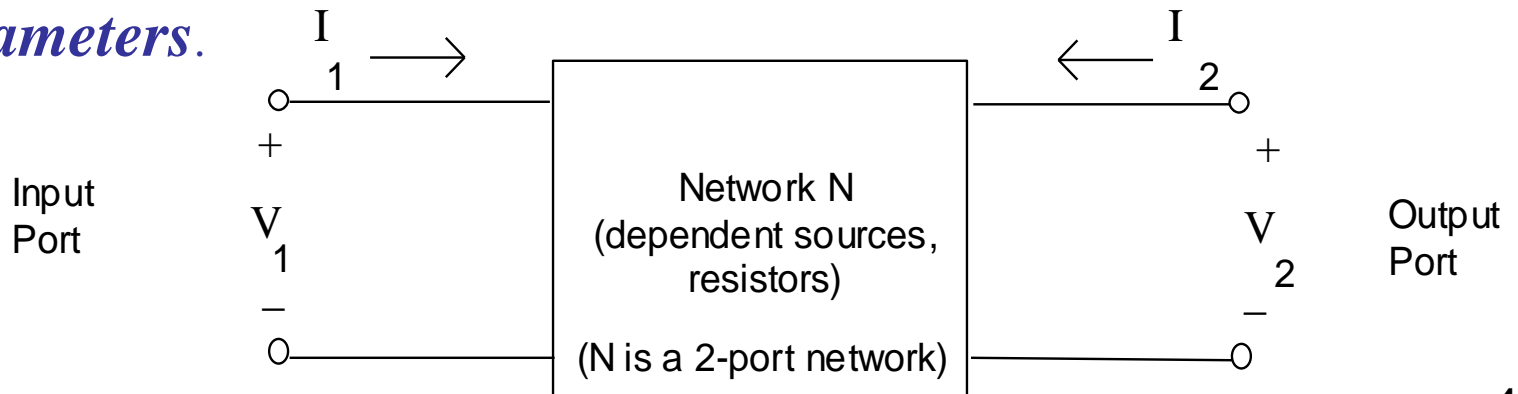 ameters.
I
1
I
2
+
Input
Port
V
1
–
Network N
(dependent sources,
resistors)
(N is a 2-port network)
+
V
2
–
Output
Port